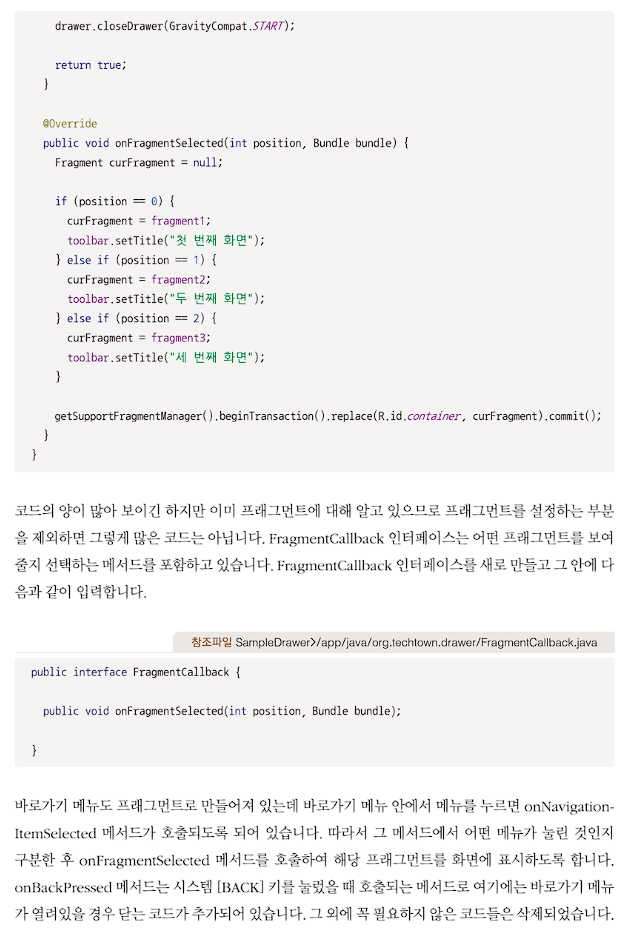 drawer.closeDrawer(GravityCompat.START);
return true;
}
@Override
public void onFragmentSelected(int position, Bundle bundle) {
Fragment curFragment = null;
if (position == 0) {
curFragment = fragment1;
toolbar.setTitle("첫 번째 화면");
} else if (position == 1) {
curFragment = fragment2;
toolbar.setTitle("두 번째 화면");
} else if (position == 2) {
curFragment = fragment3;
toolbar.setTitle("세 번째 화면");
}
getSupportFragmentManager().beginTransaction().replace(R.id.container, curFragment).commit();
}
}
코드의 양이 많아 보이긴 하지만 이미 프래그먼트에 대해 알고 있으므로 프래그먼트를 설정하는 부분
을 제외하면 그렇게 많은 코드는 아닙니다. FragmentCallback 인터페이스는 어떤 프래그먼트를 보여
줄지 선택하는 메서드를 포함하고 있습니다. FragmentCallback 인터페이스를 새로 만들고 그 안에 다
음과 같이 입력합니다.
참조파일 SampleDrawer>/app/java/org.techtown.drawer/FragmentCallback.java
public interface FragmentCallback {
public void onFragmentSelected(int position, Bundle bundle);
}
바로가기 메뉴도 프래그먼트로 만들어져 있는데 바로가기 메뉴 안에서 메뉴를 누르면 onNavigation-
ItemSelected 메서드가 호출되도록 되어 있습니다. 따라서 그 메서드에서 어떤 메뉴가 눌린 것인지
구분한 후 onFragmentSelected 메서드를 호출하여 해당 프래그먼트를 화면에 표시하도록 합니다.
onBackPressed 메서드는 시스템 [BACK] 키를 눌렀을 때 호출되는 메서드로 여기에는 바로가기 메뉴
가 열려있을 경우 닫는 코드가 추가되어 있습니다. 그 외에 꼭 필요하지 않은 코드들은 삭제되었습니다.